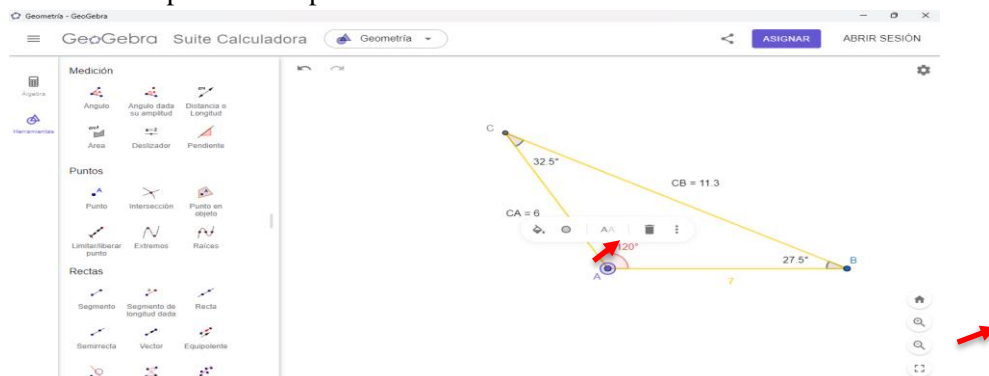 Geometría - GeoGebra
GeoGebra Suite Calculadora Geometría ASIGNAR ABRIR SESIÓN
Álgebra
Herramientas
Medición
Ángulo Ángulo dada su amplitud Distancia o Longitud
Área Deslizador Pendiente
Puntos
Punto Intersección Punto en objeto
Limitar/liberar punto Extremos Raíces
Rectas
Segmento Segmento de longitud dada Recta
Semirrecta Vector Equipolente
C
32.5°
CB = 11.3
CA = 6
AA
120°
27.5° B
A
7